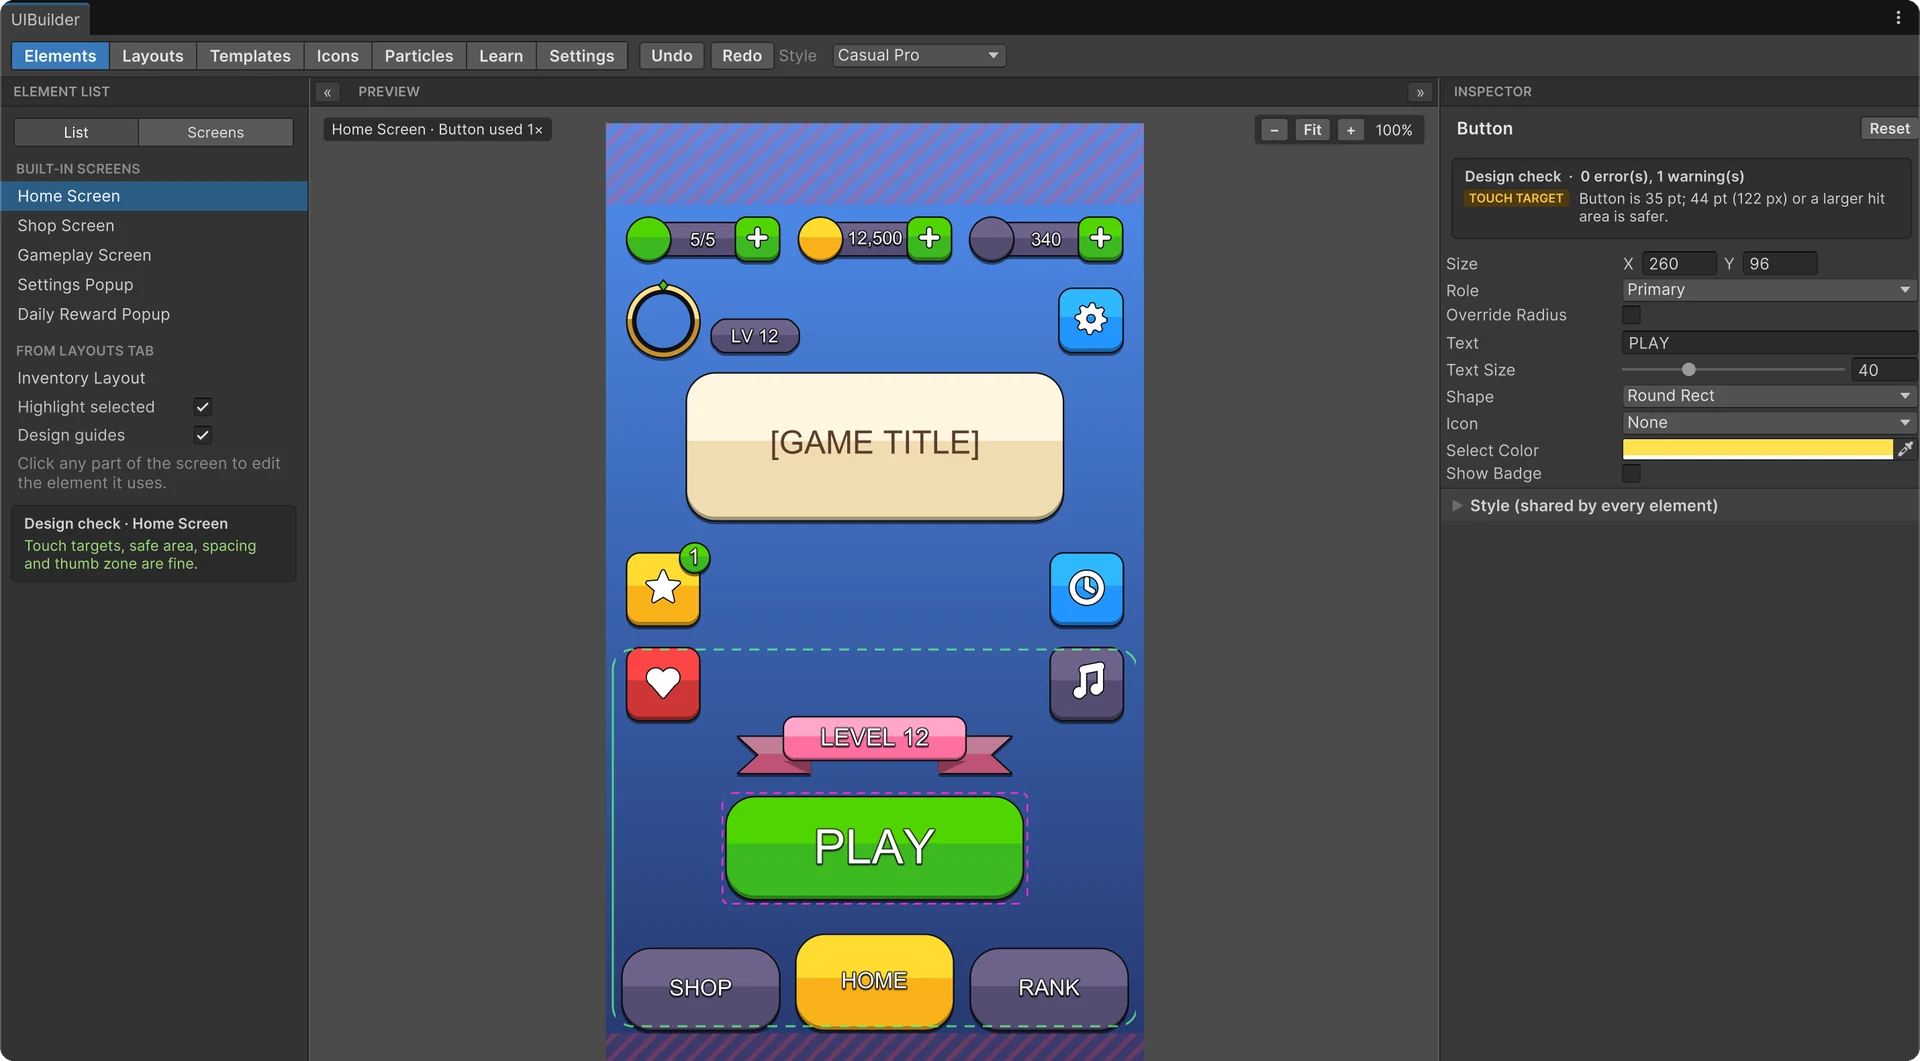 UIBuilder
Elements
Layouts
Templates
Icons
Particles
Learn
Settings
Undo
Redo
Style
Casual Pro
ELEMENT LIST
List
Screens
BUILT-IN SCREENS
Home Screen
Shop Screen
Gameplay Screen
Settings Popup
Daily Reward Popup
FROM LAYOUTS TAB
Inventory Layout
Highlight selected
Design guides
Click any part of the screen to edit
the element it uses.
Design check · Home Screen
Touch targets, safe area, spacing
and thumb zone are fine.
«
PREVIEW
»
Home Screen · Button used 1×
−
Fit
+
100%
5/5
+
12,500
+
340
+
LV 12
[GAME TITLE]
1
LEVEL 12
PLAY
SHOP
HOME
RANK
INSPECTOR
Button
Reset
Design check · 0 error(s), 1 warning(s)
TOUCH TARGET
Button is 35 pt; 44 pt (122 px) or a larger hit
area is safer.
Size
X
260
Y
96
Role
Primary
Override Radius
Text
PLAY
Text Size
40
Shape
Round Rect
Icon
None
Select Color
Show Badge
Style (shared by every element)